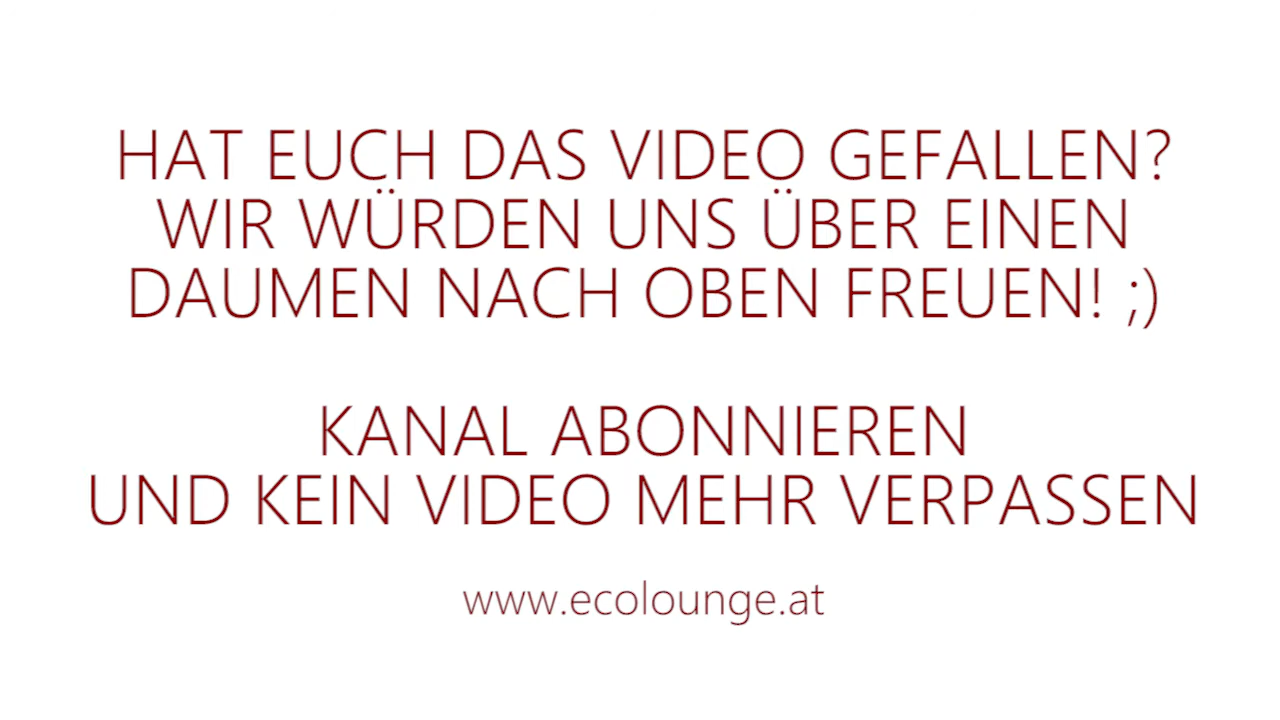 HAT EUCH DAS VIDEO GEFALLEN?
WIR WÜRDEN UNS ÜBER EINEN
DAUMEN NACH OBEN FREUEN! ;)
KANAL ABONNIEREN
UND KEIN VIDEO MEHR VERPASSEN
www.ecolounge.at